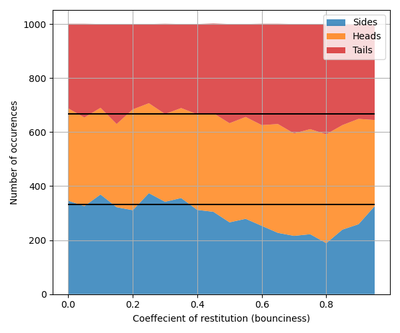 1000
800
600
400
200
0
Number of occurences
Sides
Heads
Tails
0.0 0.2 0.4 0.6 0.8
Coeffecient of restitution (bounciness)